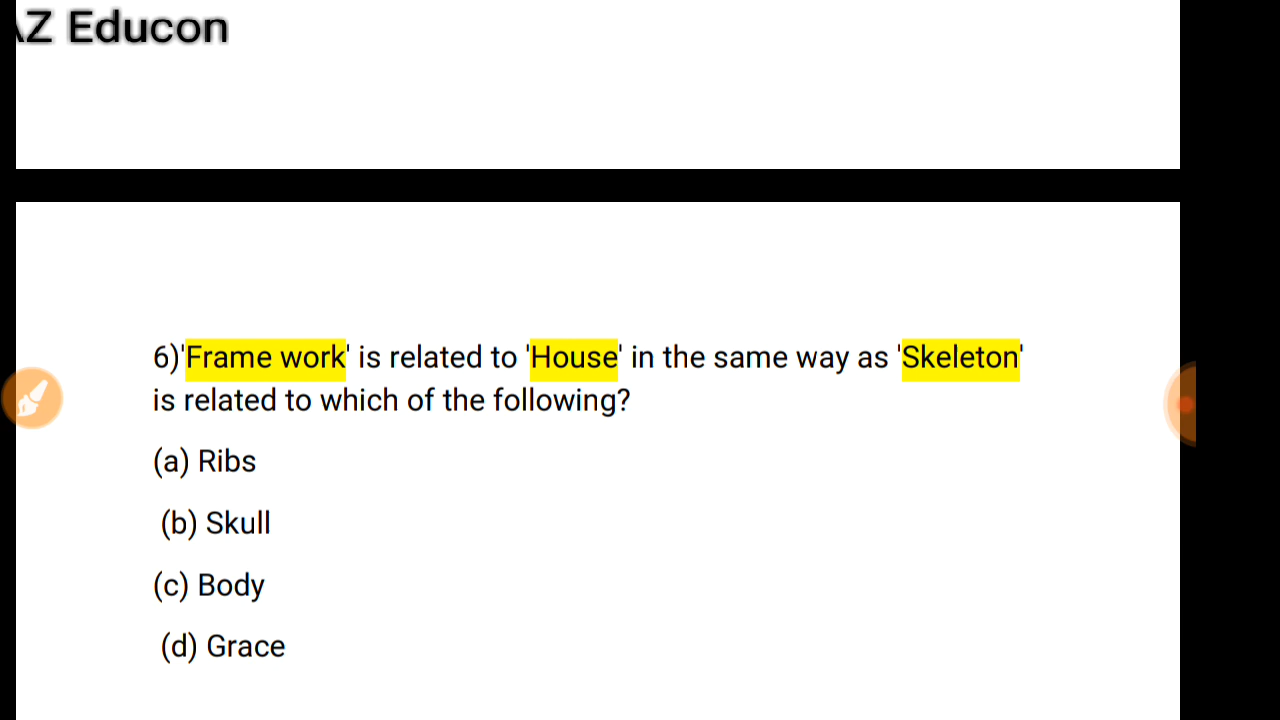 Educon
6)'Frame work' is related to 'House' in the same way as 'Skeleton'
is related to which of the following?
(a) Ribs
(b) Skull
(c) Body
(d) Grace